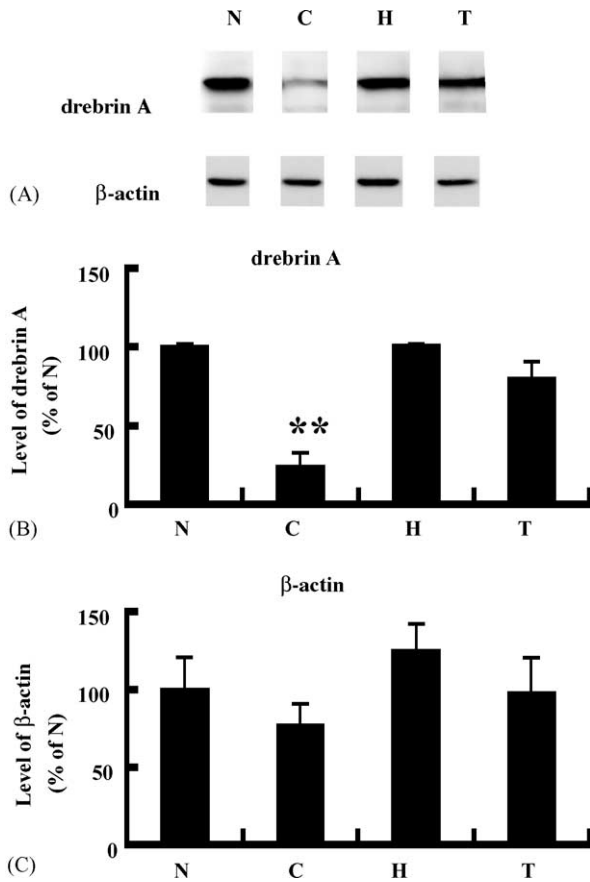 N C H T
drebrin A
(A) β-actin
drebrin A
150
100
50
0
Level of drebrin A
(% of N)
**
(B) N C H T
β-actin
150
100
50
0
Level of β-actin
(% of N)
(C) N C H T